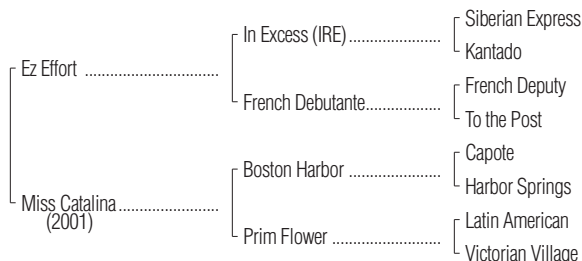 Siberian Express
In Excess (IRE) ........................
Kantado
Ez Effort ...................................
French Deputy
French Debutante....................
To the Post
Capote
Boston Harbor ........................
Harbor Springs
Miss Catalina..........................
(2001)
Latin American
Prim Flower .............................
Victorian Village